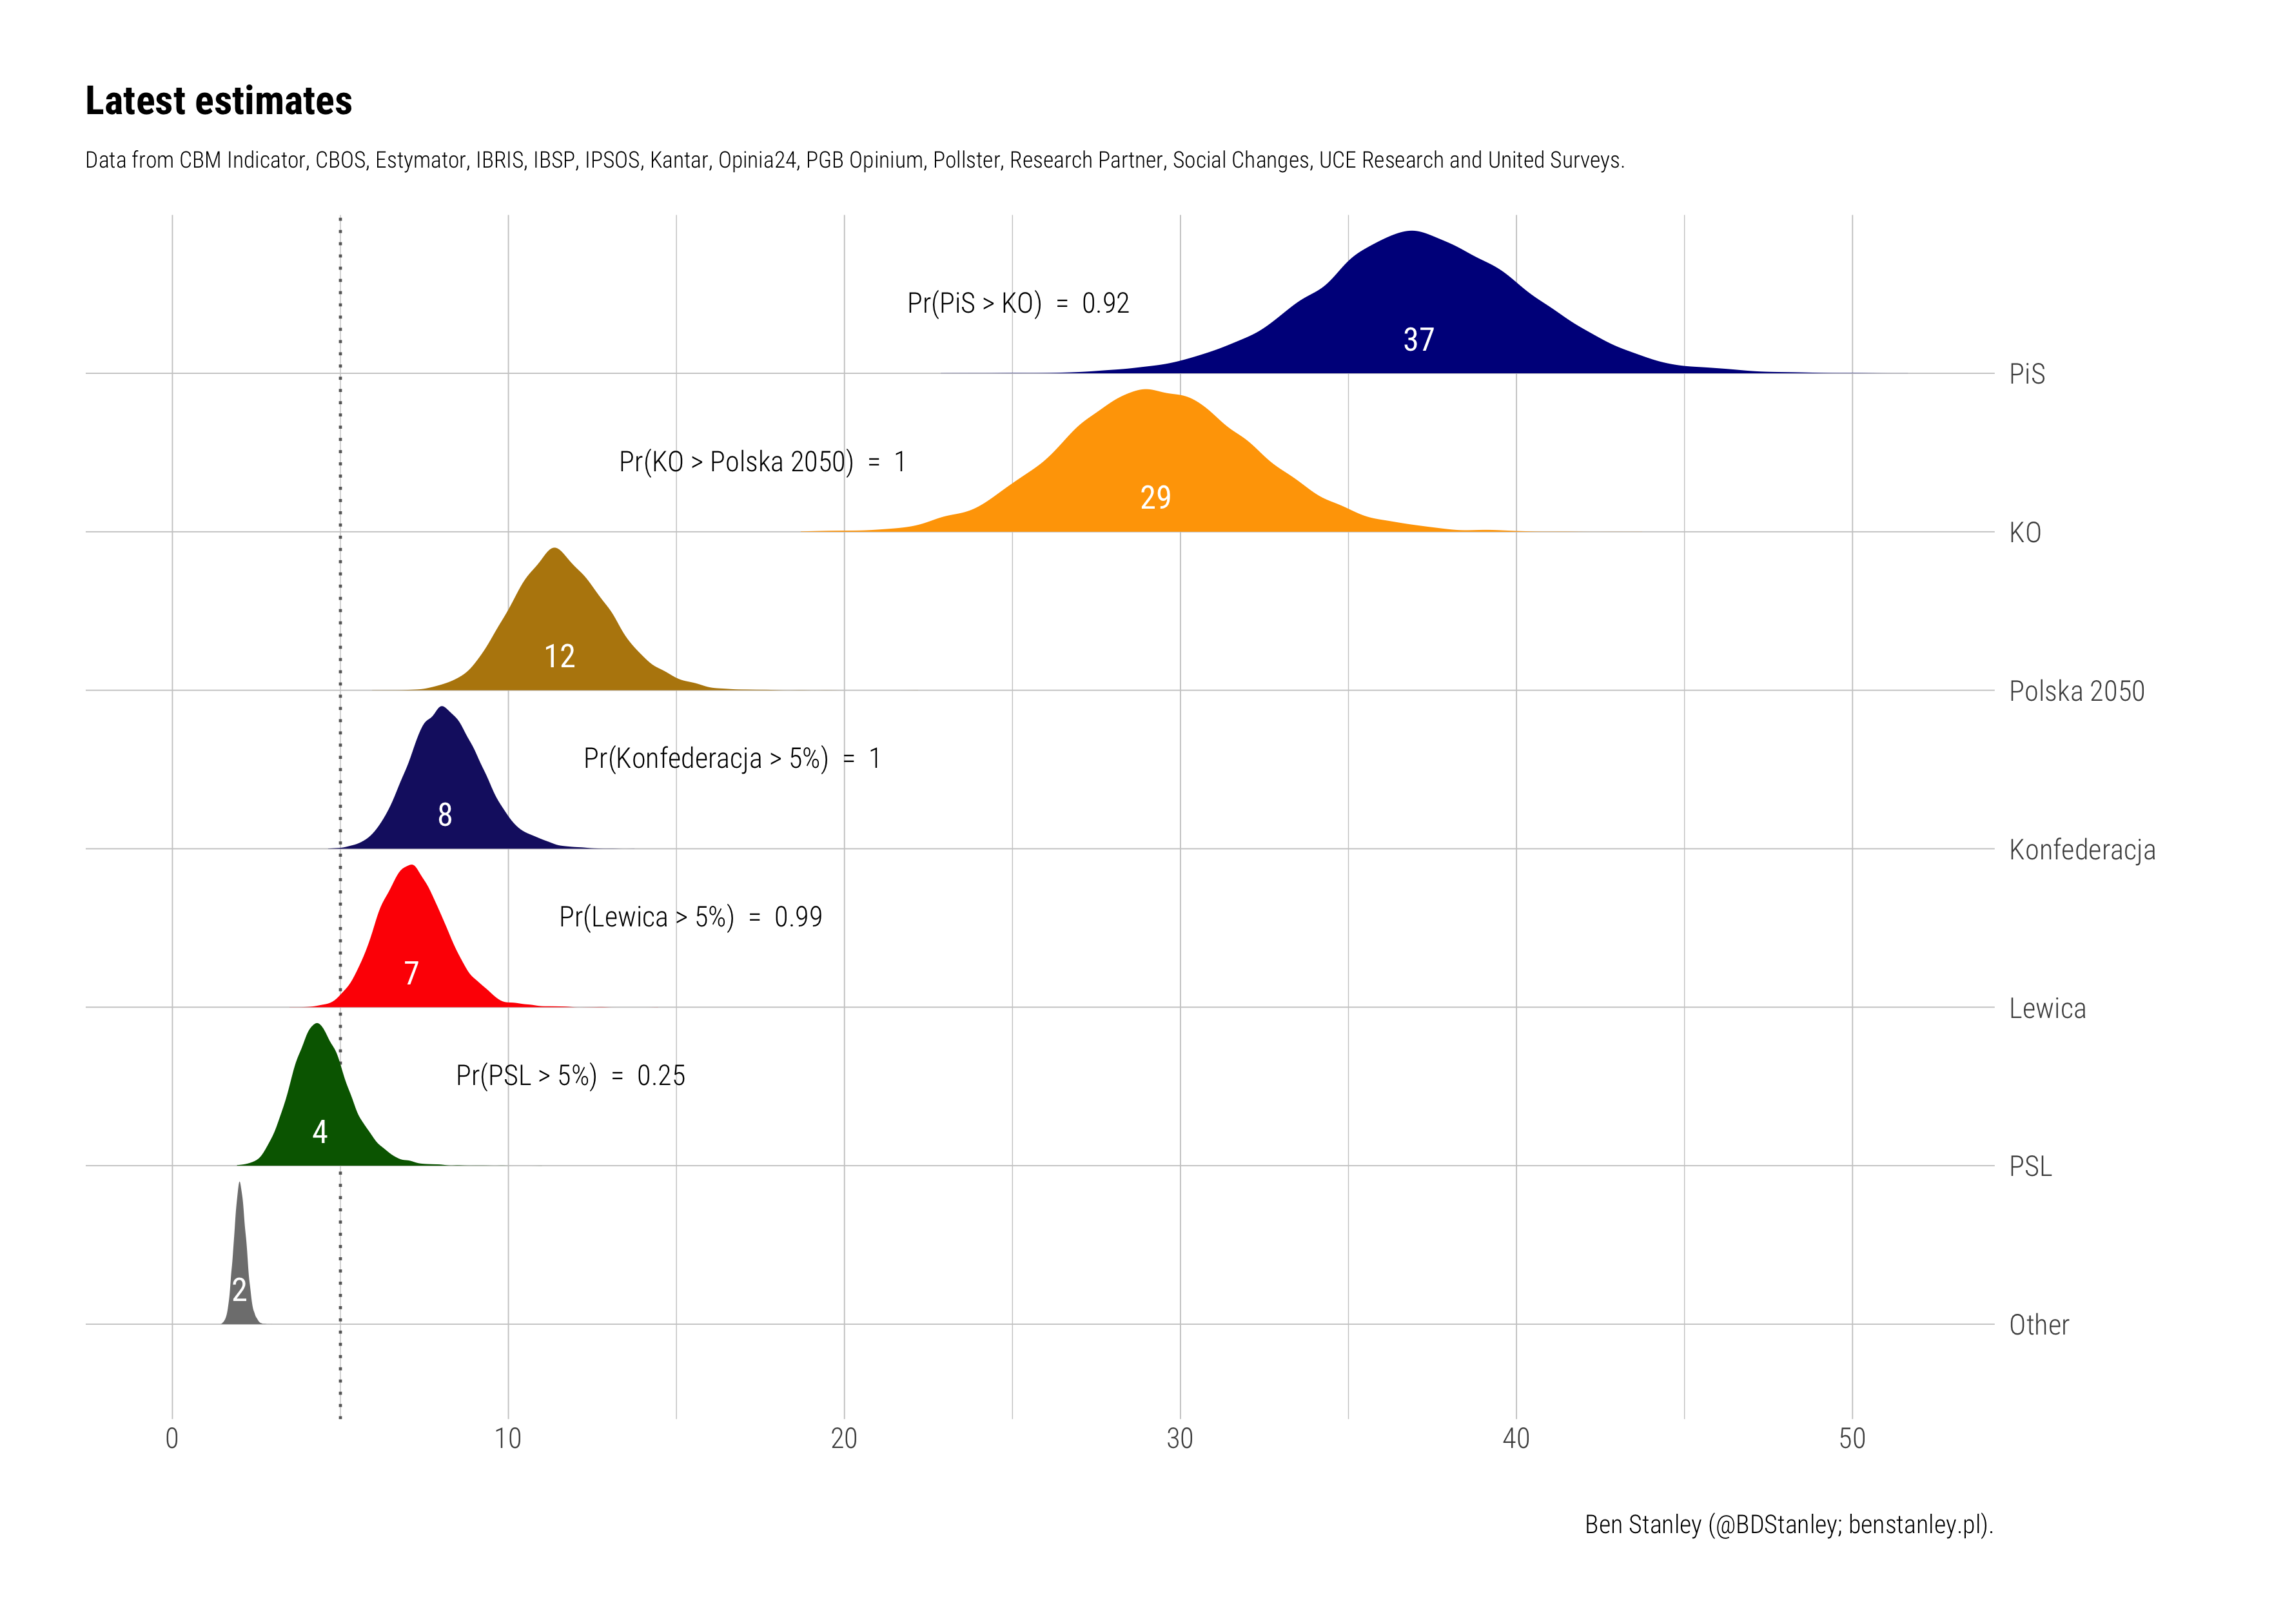 Latest estimates
Data from CBM Indicator, CBOS, Estymator, IBRIS, IBSP, IPSOS, Kantar, Opinia24, PGB Opinium, Pollster, Research Partner, Social Changes, UCE Research and United Surveys.
Pr(PiS > KO) = 0.92
37
PiS
Pr(KO > Polska 2050) = 1
29
KO
12
Polska 2050
Pr(Konfederacja > 5%) = 1
8
Konfederacja
Pr(Lewica > 5%) = 0.99
7
Lewica
Pr(PSL > 5%) = 0.25
4
PSL
2
Other
0 10 20 30 40 50
Ben Stanley (@BDStanley; benstanley.pl).